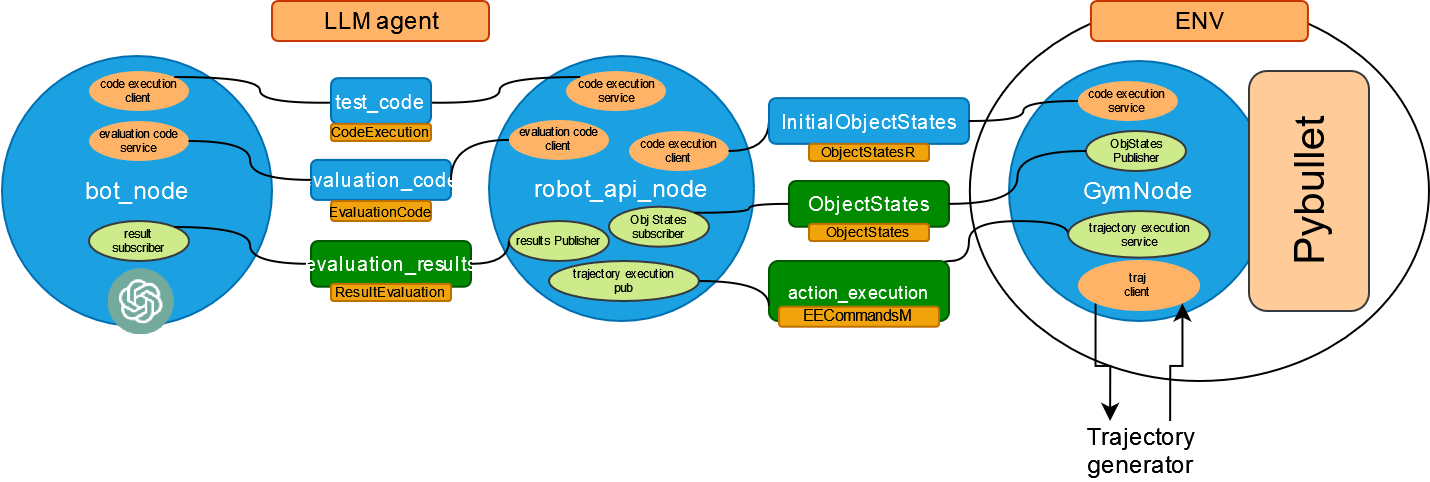 LLM agent
ENV
code execution
client
evaluation code
service
bot_node
result
subscriber
test_code
CodeExecution
valuation_code
EvaluationCode
evaluation_results
ResultEvaluation
code execution
service
evaluation code
client
code execution
client
robot_api_node
Obj States
subscriber
results Publisher
trajectory execution
pub
InitialObjectStates
ObjectStatesR
ObjectStates
ObjectStates
action_execution
EECommandsM
code execution
service
ObjStates
Publisher
GymNode
trajectory execution
service
traj
client
Pybullet
Trajectory
generator